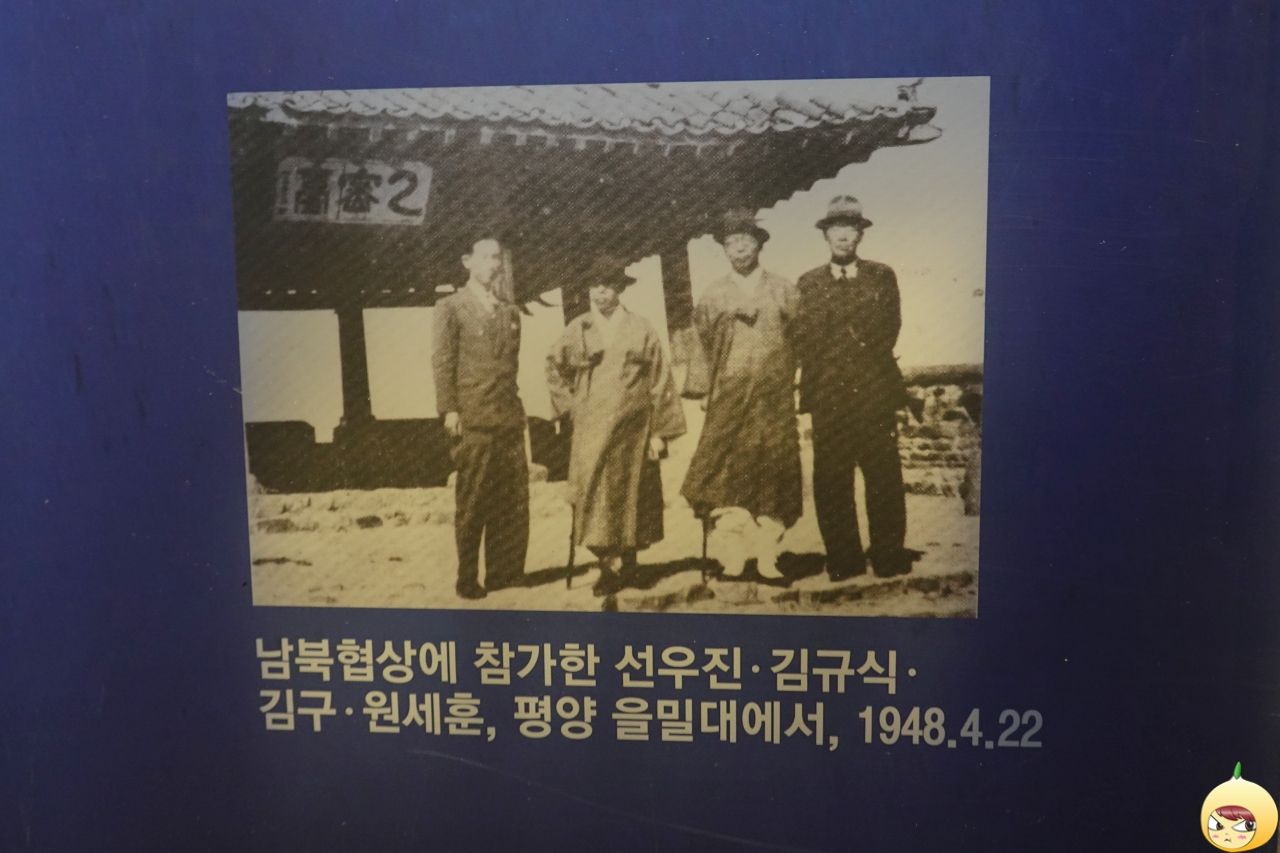 乙密臺
남북협상에 참가한 선우진·김규식·
김구·원세훈, 평양 을밀대에서, 1948.4.22